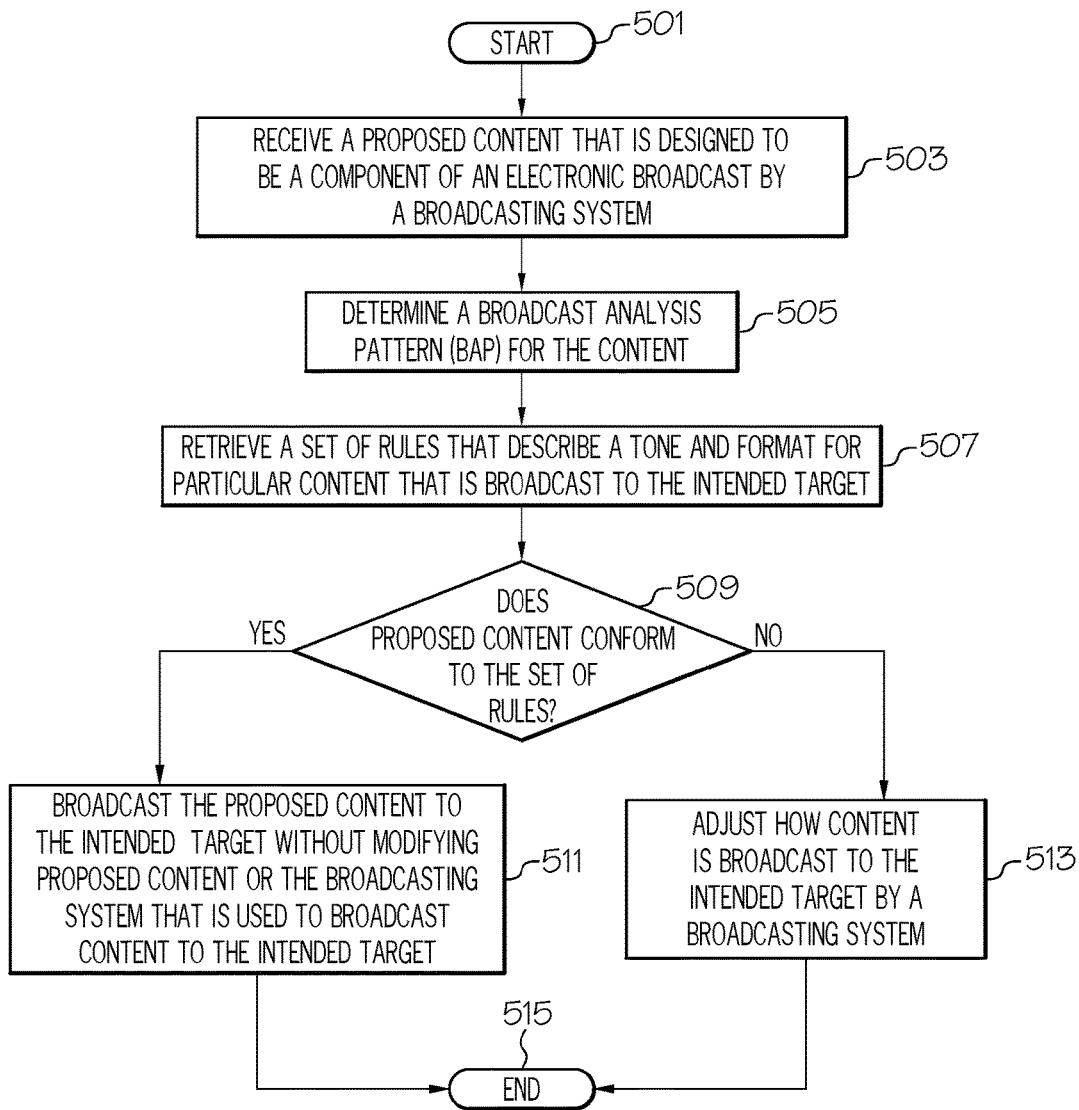 START
501
RECEIVE A PROPOSED CONTENT THAT IS DESIGNED TO
BE A COMPONENT OF AN ELECTRONIC BROADCAST BY
A BROADCASTING SYSTEM
503
DETERMINE A BROADCAST ANALYSIS
PATTERN (BAP) FOR THE CONTENT
505
RETRIEVE A SET OF RULES THAT DESCRIBE A TONE AND FORMAT FOR
PARTICULAR CONTENT THAT IS BROADCAST TO THE INTENDED TARGET
507
DOES
PROPOSED CONTENT CONFORM
TO THE SET OF
RULES?
509
YES
NO
BROADCAST THE PROPOSED CONTENT TO
THE INTENDED TARGET WITHOUT MODIFYING
PROPOSED CONTENT OR THE BROADCASTING
SYSTEM THAT IS USED TO BROADCAST
CONTENT TO THE INTENDED TARGET
511
ADJUST HOW CONTENT
IS BROADCAST TO THE
INTENDED TARGET BY A
BROADCASTING SYSTEM
513
515
END